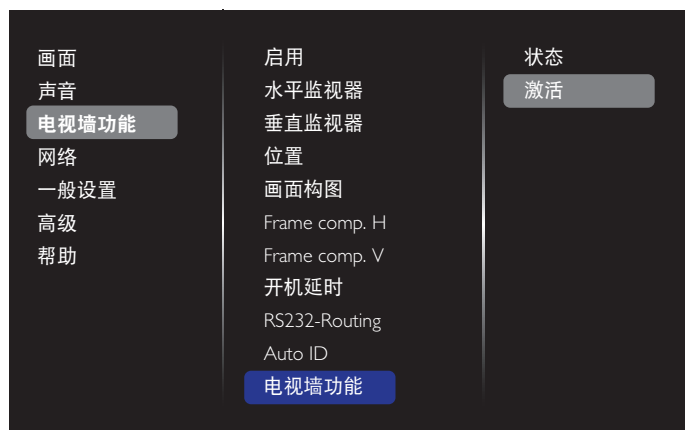 画面
声音
电视墙功能
网络
一般设置
高级
帮助
启用
水平监视器
垂直监视器
位置
画面构图
Frame comp. H
Frame comp. V
开机延时
RS232-Routing
Auto ID
电视墙功能
状态
激活